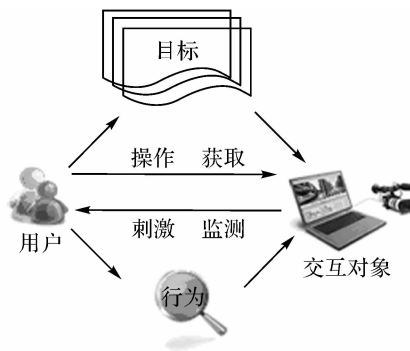 目标
操作 获取
刺激 监测
用户
行为
交互对象